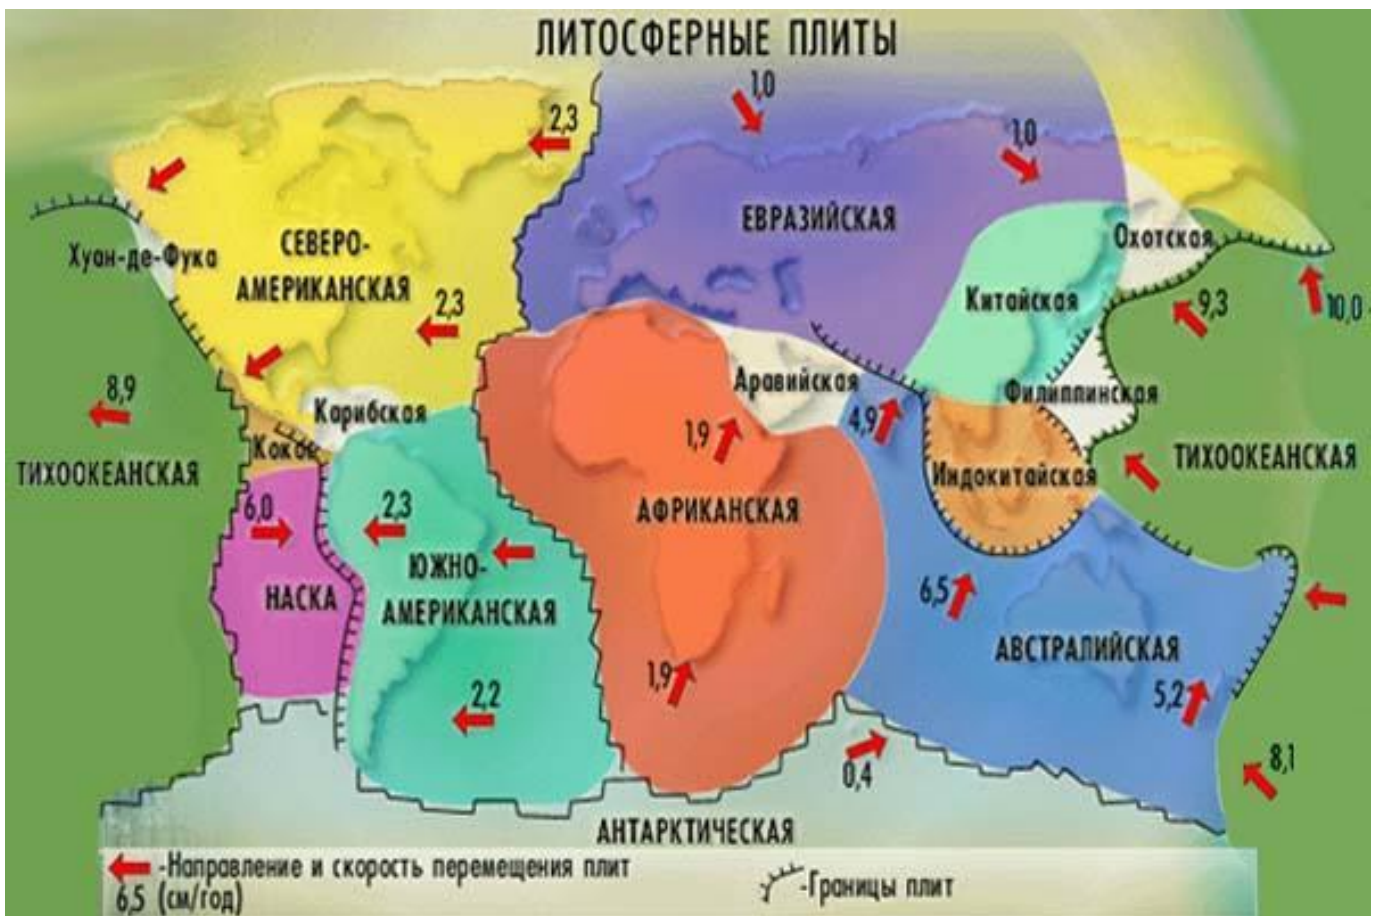 ЛИТОСФЕРНЫЕ ПЛИТЫ
1,0
2,3
1,0
ЕВРАЗИЙСКАЯ
Охотская
СЕВЕРО-
АМЕРИКАНСКАЯ
Хуан-де-Фука
Китайская
9,3
10,0
2,3
8,9
Аравийская
Филиппинская
Карибская
4,9
1,9
Кокос
ТИХООКЕАНСКАЯ
ТИХООКЕАНСКАЯ
Индокитайская
6,0
2,3
АФРИКАНСКАЯ
ЮЖНО-
АМЕРИКАНСКАЯ
НАСКА
6,5
АВСТРАЛИЙСКАЯ
1,9
2,2
5,2
0,4
8,1
АНТАРКТИЧЕСКАЯ
-Направление и скорость перемещения плит
6,5 (см/год)
-Границы плит